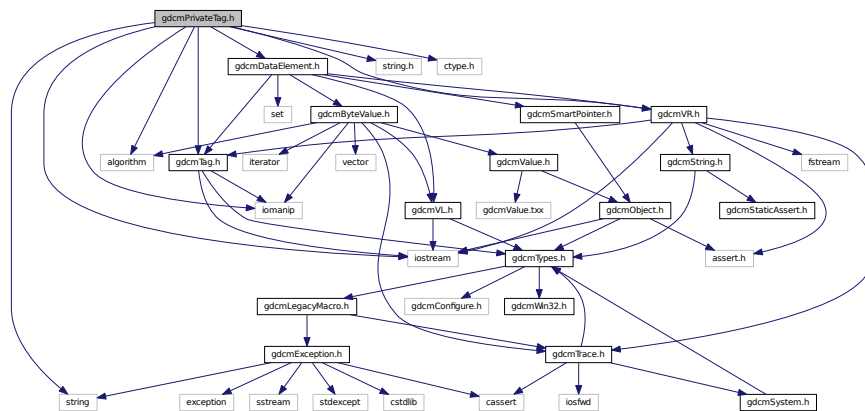 gdcmPrivateTag.h
gdcmDataElement.h
string.h
ctype.h
set
gdcmByteValue.h
gdcmSmartPointer.h
gdcmVR.h
algorithm
gdcmTag.h
iterator
vector
gdcmValue.h
gdcmString.h
fstream
iomanip
gdcmVL.h
gdcmValue.txx
gdcmObject.h
gdcmStaticAssert.h
iostream
gdcmTypes.h
assert.h
gdcmLegacyMacro.h
gdcmConfigure.h
gdcmWin32.h
gdcmException.h
gdcmTrace.h
string
exception
sstream
stdexcept
cstdlib
cassert
iosfwd
gdcmSystem.h